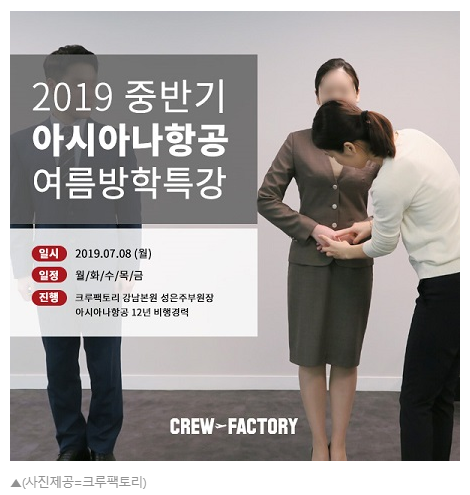 2019 중반기
아시아나항공
여름방학특강
일시 2019.07.08 (월)
일정 월/화/수/목/금
진행 크루팩토리 강남본원 성은주부원장
아시아나항공 12년 비행경력
CREW FACTORY
▲(사진제공=크루팩토리)